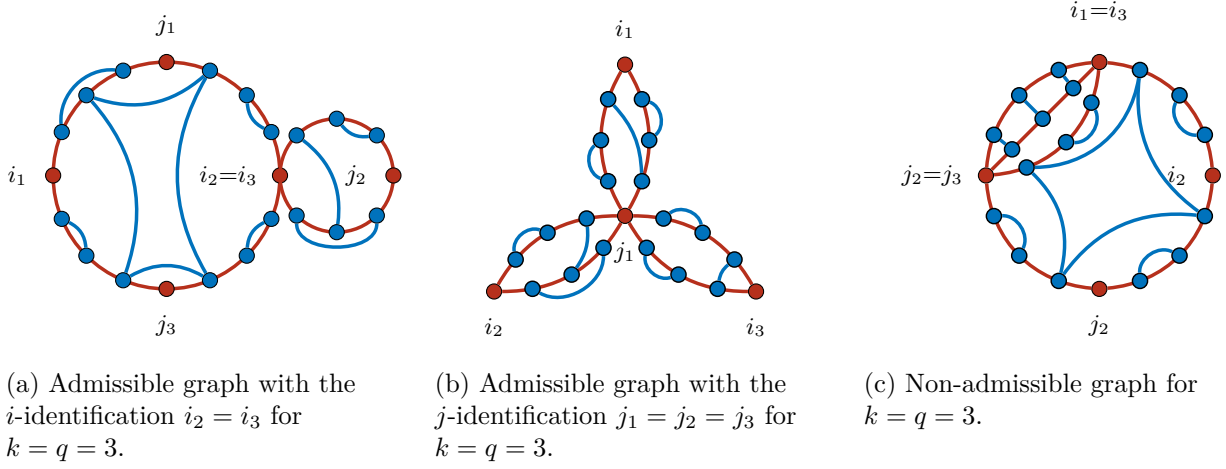 j₁
i₁
i₂=i₃
j₂
j₃
(a) Admissible graph with the
i-identification i₂ = i₃ for
k = q = 3.
i₁
j₁
i₂
i₃
(b) Admissible graph with the
j-identification j₁ = j₂ = j₃ for
k = q = 3.
i₁=i₃
j₂=j₃
i₂
j₂
(c) Non-admissible graph for
k = q = 3.